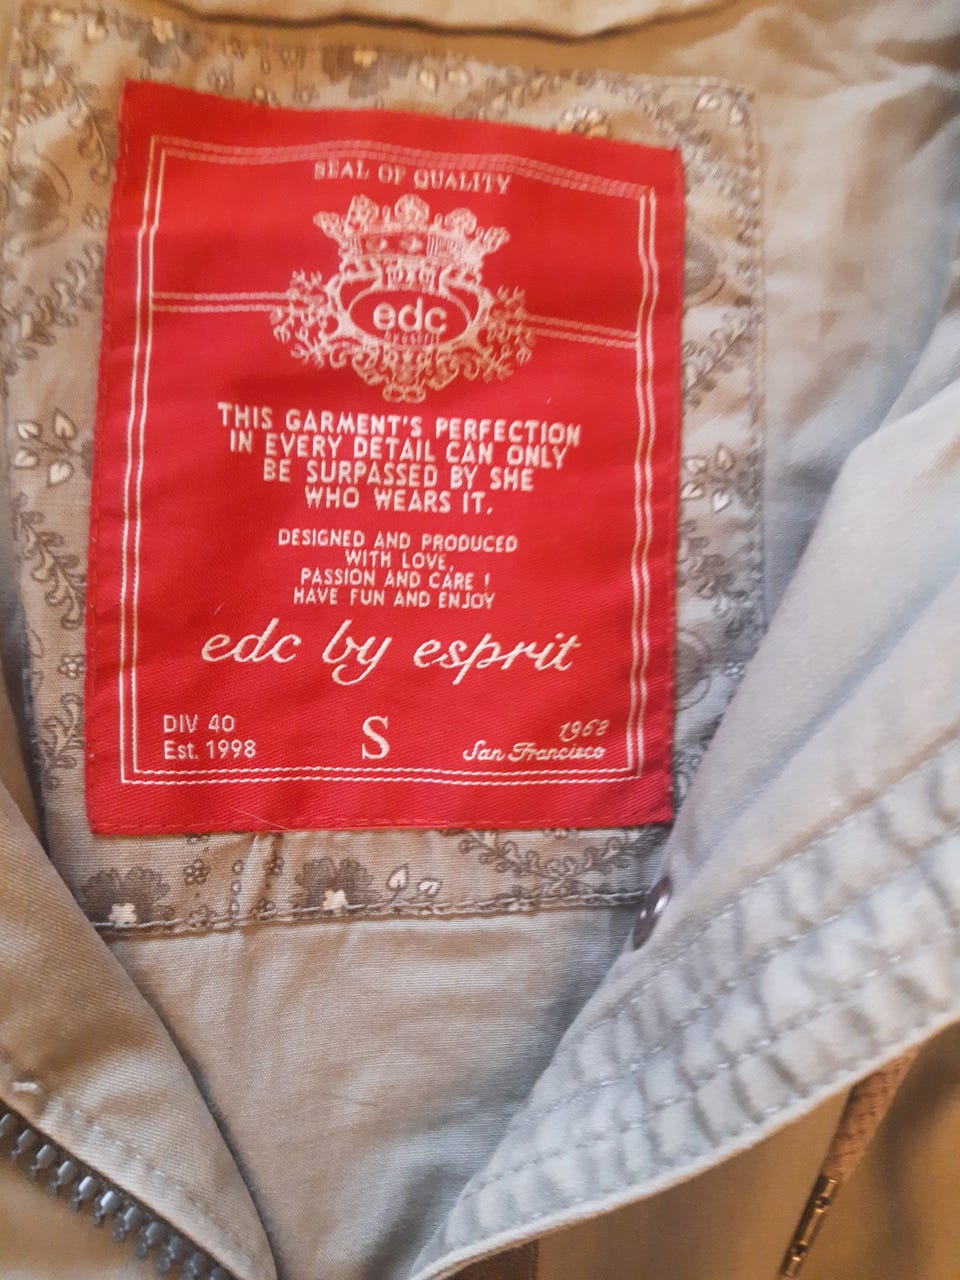 SEAL OF QUALITY
edc
THIS GARMENT'S PERFECTION
IN EVERY DETAIL CAN ONLY
BE SURPASSED BY SHE
WHO WEARS IT.
DESIGNED AND PRODUCED
WITH LOVE,
PASSION AND CARE !
HAVE FUN AND ENJOY
edc by esprit
DIV 40
Est. 1998
S
1968
San Francisco